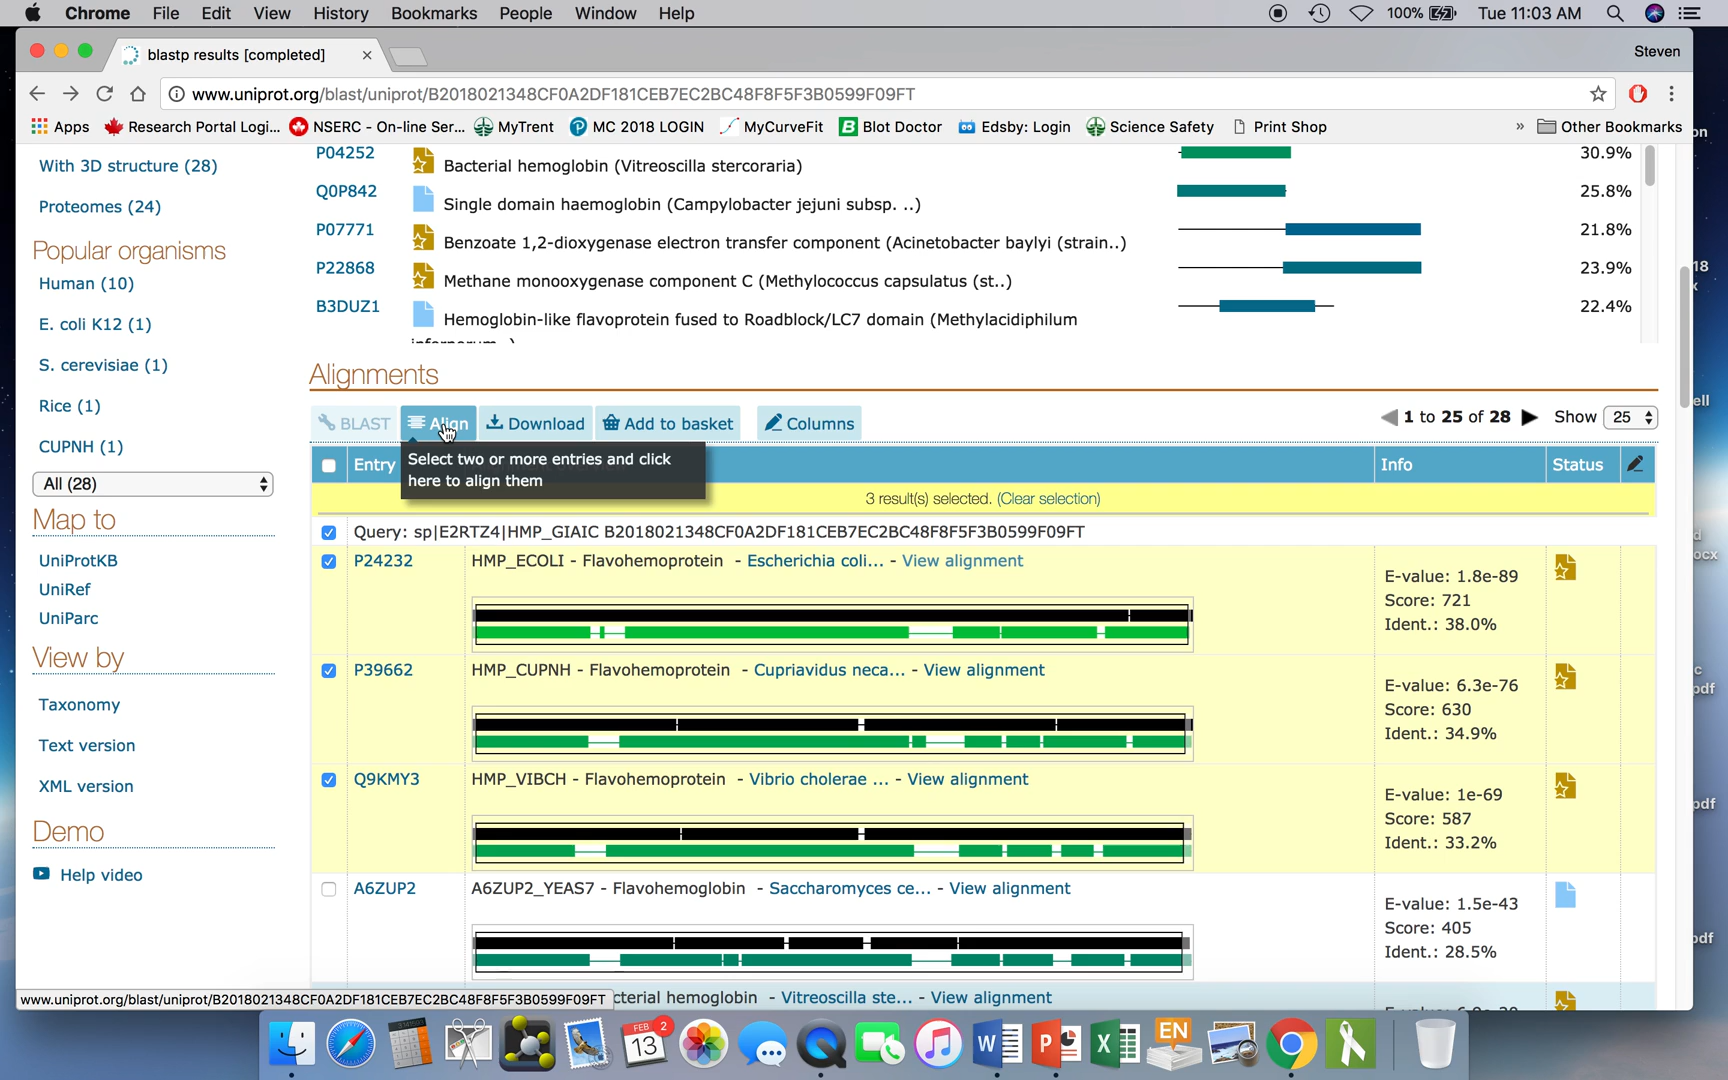 Chrome File Edit View History Bookmarks People Window Help 100% Tue 11:03 AM
blastp results [completed] Steven
www.uniprot.org/blast/uniprot/B2018021348CF0A2DF181CEB7EC2BC48F8F5F3B0599F09FT
Apps Research Portal Logi... NSERC - On-line Ser... MyTrent MC 2018 LOGIN MyCurveFit Blot Doctor Edsby: Login Science Safety Print Shop » Other Bookmarks
With 3D structure (28)
Proteomes (24)
Popular organisms
Human (10)
E. coli K12 (1)
S. cerevisiae (1)
Rice (1)
CUPNH (1)
All (28)
Map to
UniProtKB
UniRef
UniParc
View by
Taxonomy
Text version
XML version
Demo
Help video
P04252 Bacterial hemoglobin (Vitreoscilla stercoraria) 30.9%
Q0P842 Single domain haemoglobin (Campylobacter jejuni subsp. ..) 25.8%
P07771 Benzoate 1,2-dioxygenase electron transfer component (Acinetobacter baylyi (strain..) 21.8%
P22868 Methane monooxygenase component C (Methylococcus capsulatus (st..) 23.9%
B3DUZ1 Hemoglobin-like flavoprotein fused to Roadblock/LC7 domain (Methylacidiphilum 22.4%
Alignments
BLAST Align Download Add to basket Columns 1 to 25 of 28 Show 25
Entry Info Status
Select two or more entries and click
here to align them
3 result(s) selected. (Clear selection)
Query: sp|E2RTZ4|HMP_GIAIC B2018021348CF0A2DF181CEB7EC2BC48F8F5F3B0599F09FT
P24232 HMP_ECOLI - Flavohemoprotein - Escherichia coli... - View alignment
E-value: 1.8e-89
Score: 721
Ident.: 38.0%
P39662 HMP_CUPNH - Flavohemoprotein - Cupriavidus neca... - View alignment
E-value: 6.3e-76
Score: 630
Ident.: 34.9%
Q9KMY3 HMP_VIBCH - Flavohemoprotein - Vibrio cholerae ... - View alignment
E-value: 1e-69
Score: 587
Ident.: 33.2%
A6ZUP2 A6ZUP2_YEAS7 - Flavohemoglobin - Saccharomyces ce... - View alignment
E-value: 1.5e-43
Score: 405
Ident.: 28.5%
cterial hemoglobin - Vitreoscilla ste... - View alignment
www.uniprot.org/blast/uniprot/B2018021348CF0A2DF181CEB7EC2BC48F8F5F3B0599F09FT
on
18
x
ell
d
ocx
c
pdf
pdf
pdf
FEB 2
13
W
P
X
EN